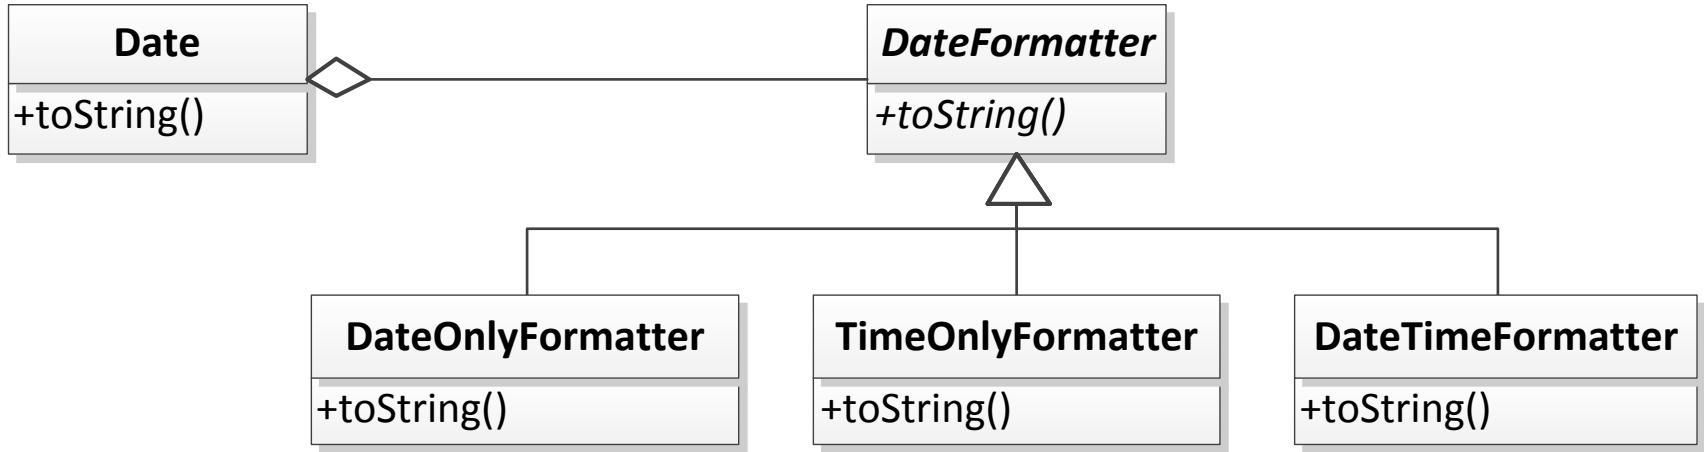 Date
+toString()
DateFormatter
+toString()
DateOnlyFormatter
+toString()
TimeOnlyFormatter
+toString()
DateTimeFormatter
+toString()